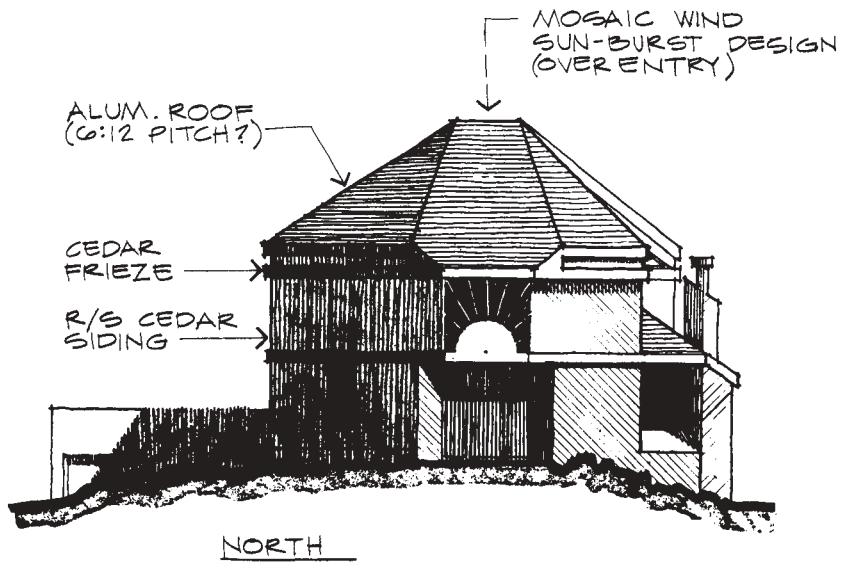 MOSAIC WIND
SUN-BURST DESIGN
(OVER ENTRY)
ALUM. ROOF
(6:12 PITCH?)
CEDAR
FRIEZE
R/S CEDAR
SIDING
NORTH